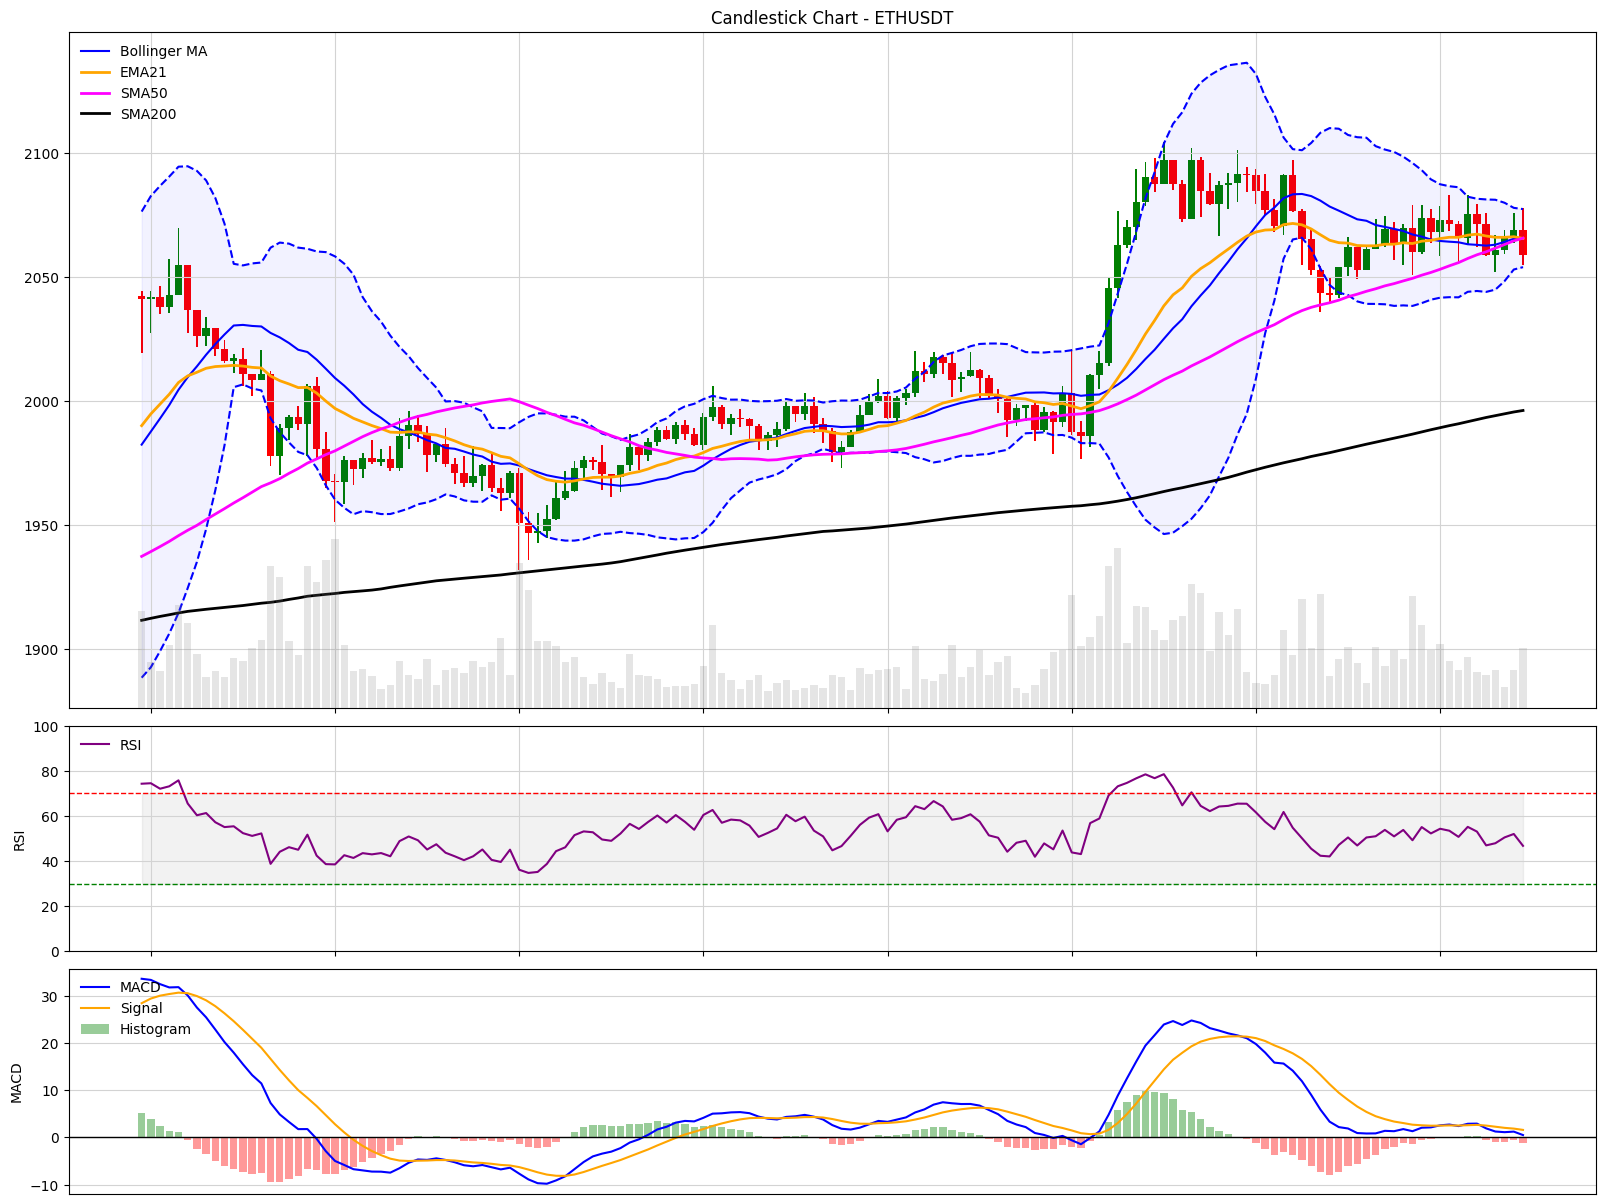 Candlestick Chart - ETHUSDT
Bollinger MA
EMA21
SMA50
SMA200
2100
2050
2000
1950
1900
100
80
60
40
20
0
RSI
RSI
30
20
10
0
−10
MACD
MACD
Signal
Histogram